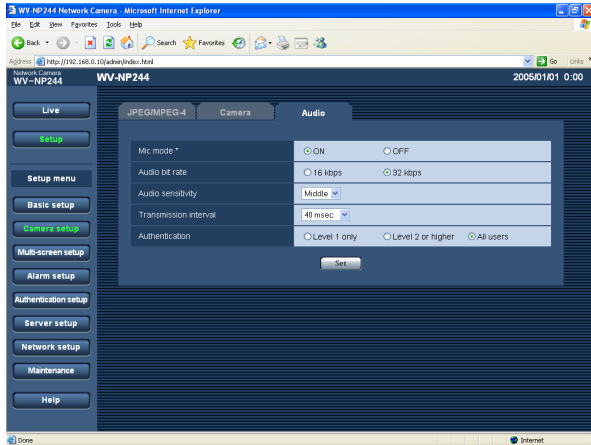 WV-NP244 Network Camera - Microsoft Internet Explorer
File Edit View Favorites Tools Help
Back Search Favorites
Address http://192.168.0.10/admin/index.html Go Links
Network Camera
WV-NP244
WV-NP244
2005/01/01 0:00
Live
Setup
Setup menu
Basic setup
Camera setup
Multi-screen setup
Alarm setup
Authentication setup
Server setup
Network setup
Maintenance
Help
JPEG/MPEG-4 Camera Audio
Mic mode * ON OFF
Audio bit rate 16 kbps 32 kbps
Audio sensitivity Middle
Transmission interval 40 msec
Authentication Level 1 only Level 2 or higher All users
Set
Done Internet